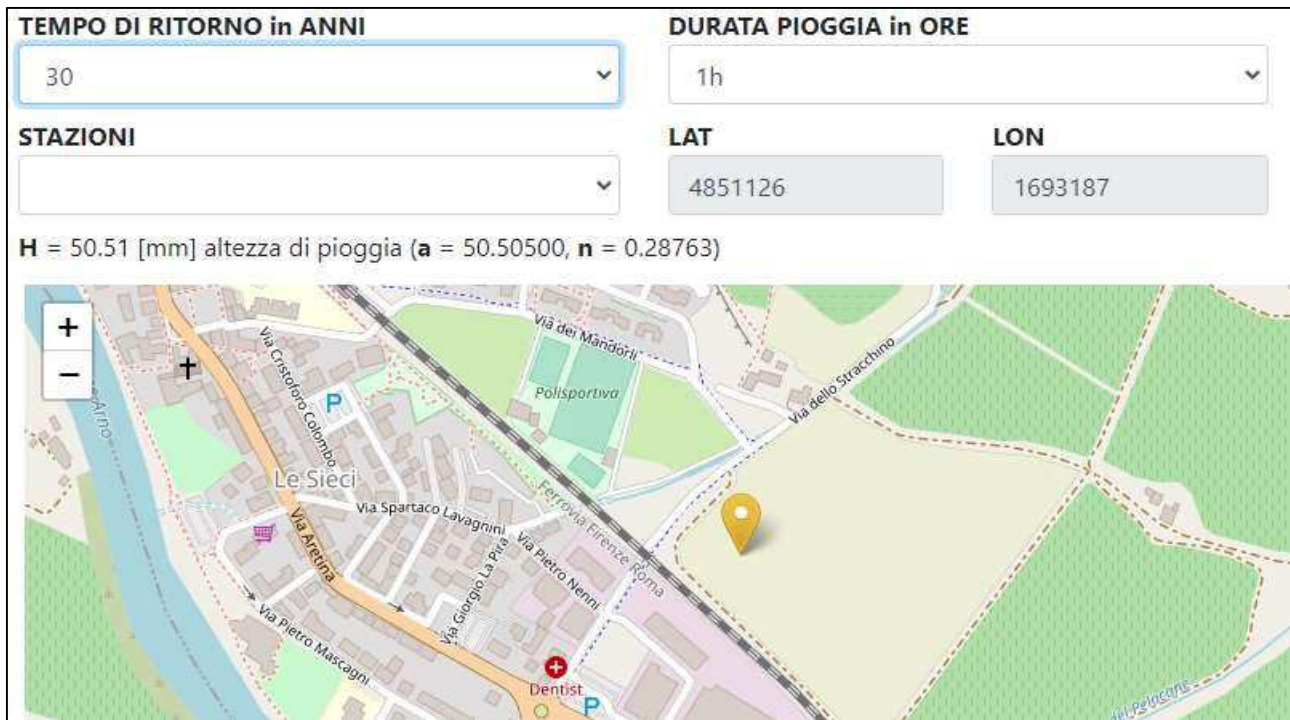 TEMPO DI RITORNO in ANNI
DURATA PIOGGIA in ORE
30
1h
STAZIONI
LAT
LON
4851126
1693187
H = 50.51 [mm] altezza di pioggia (a = 50.50500, n = 0.28763)
+
−
Via dei Mandorli
Via Cristoforo Colombo
P
Polisportiva
Via dello Stracchino
Arno
Le Sieci
Via Aretina
Via Spartaco Lavagnini
Ferrovia Firenze Roma
Via Giorgio La Pira
Via Pietro Nenni
Via Pietro Mascagni
Dentist
P
del Pelacane